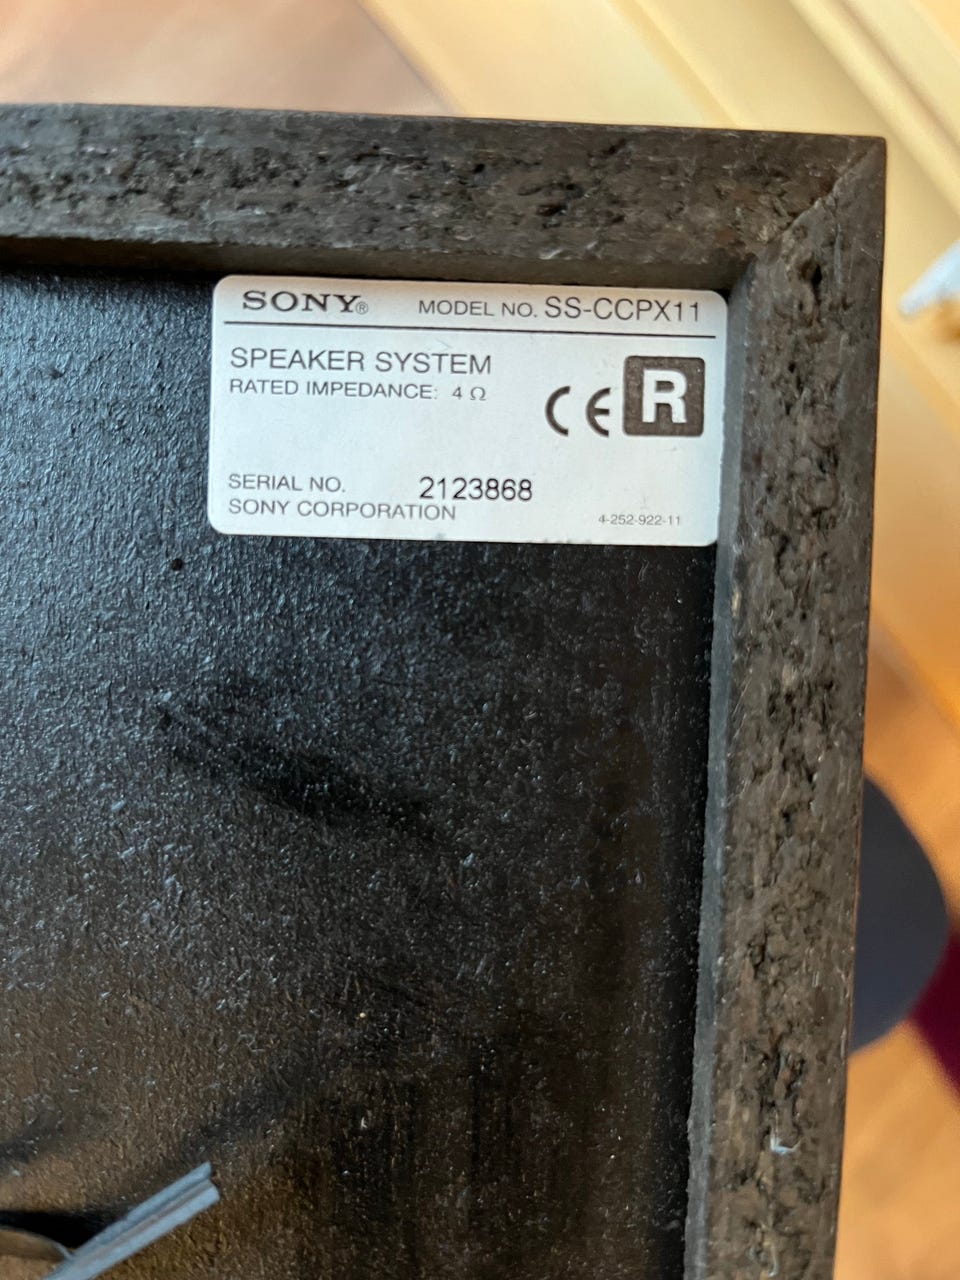 SONY® MODEL NO. SS-CCPX11
SPEAKER SYSTEM
RATED IMPEDANCE: 4 Ω
CE R
SERIAL NO. 2123868
SONY CORPORATION 4-252-922-11